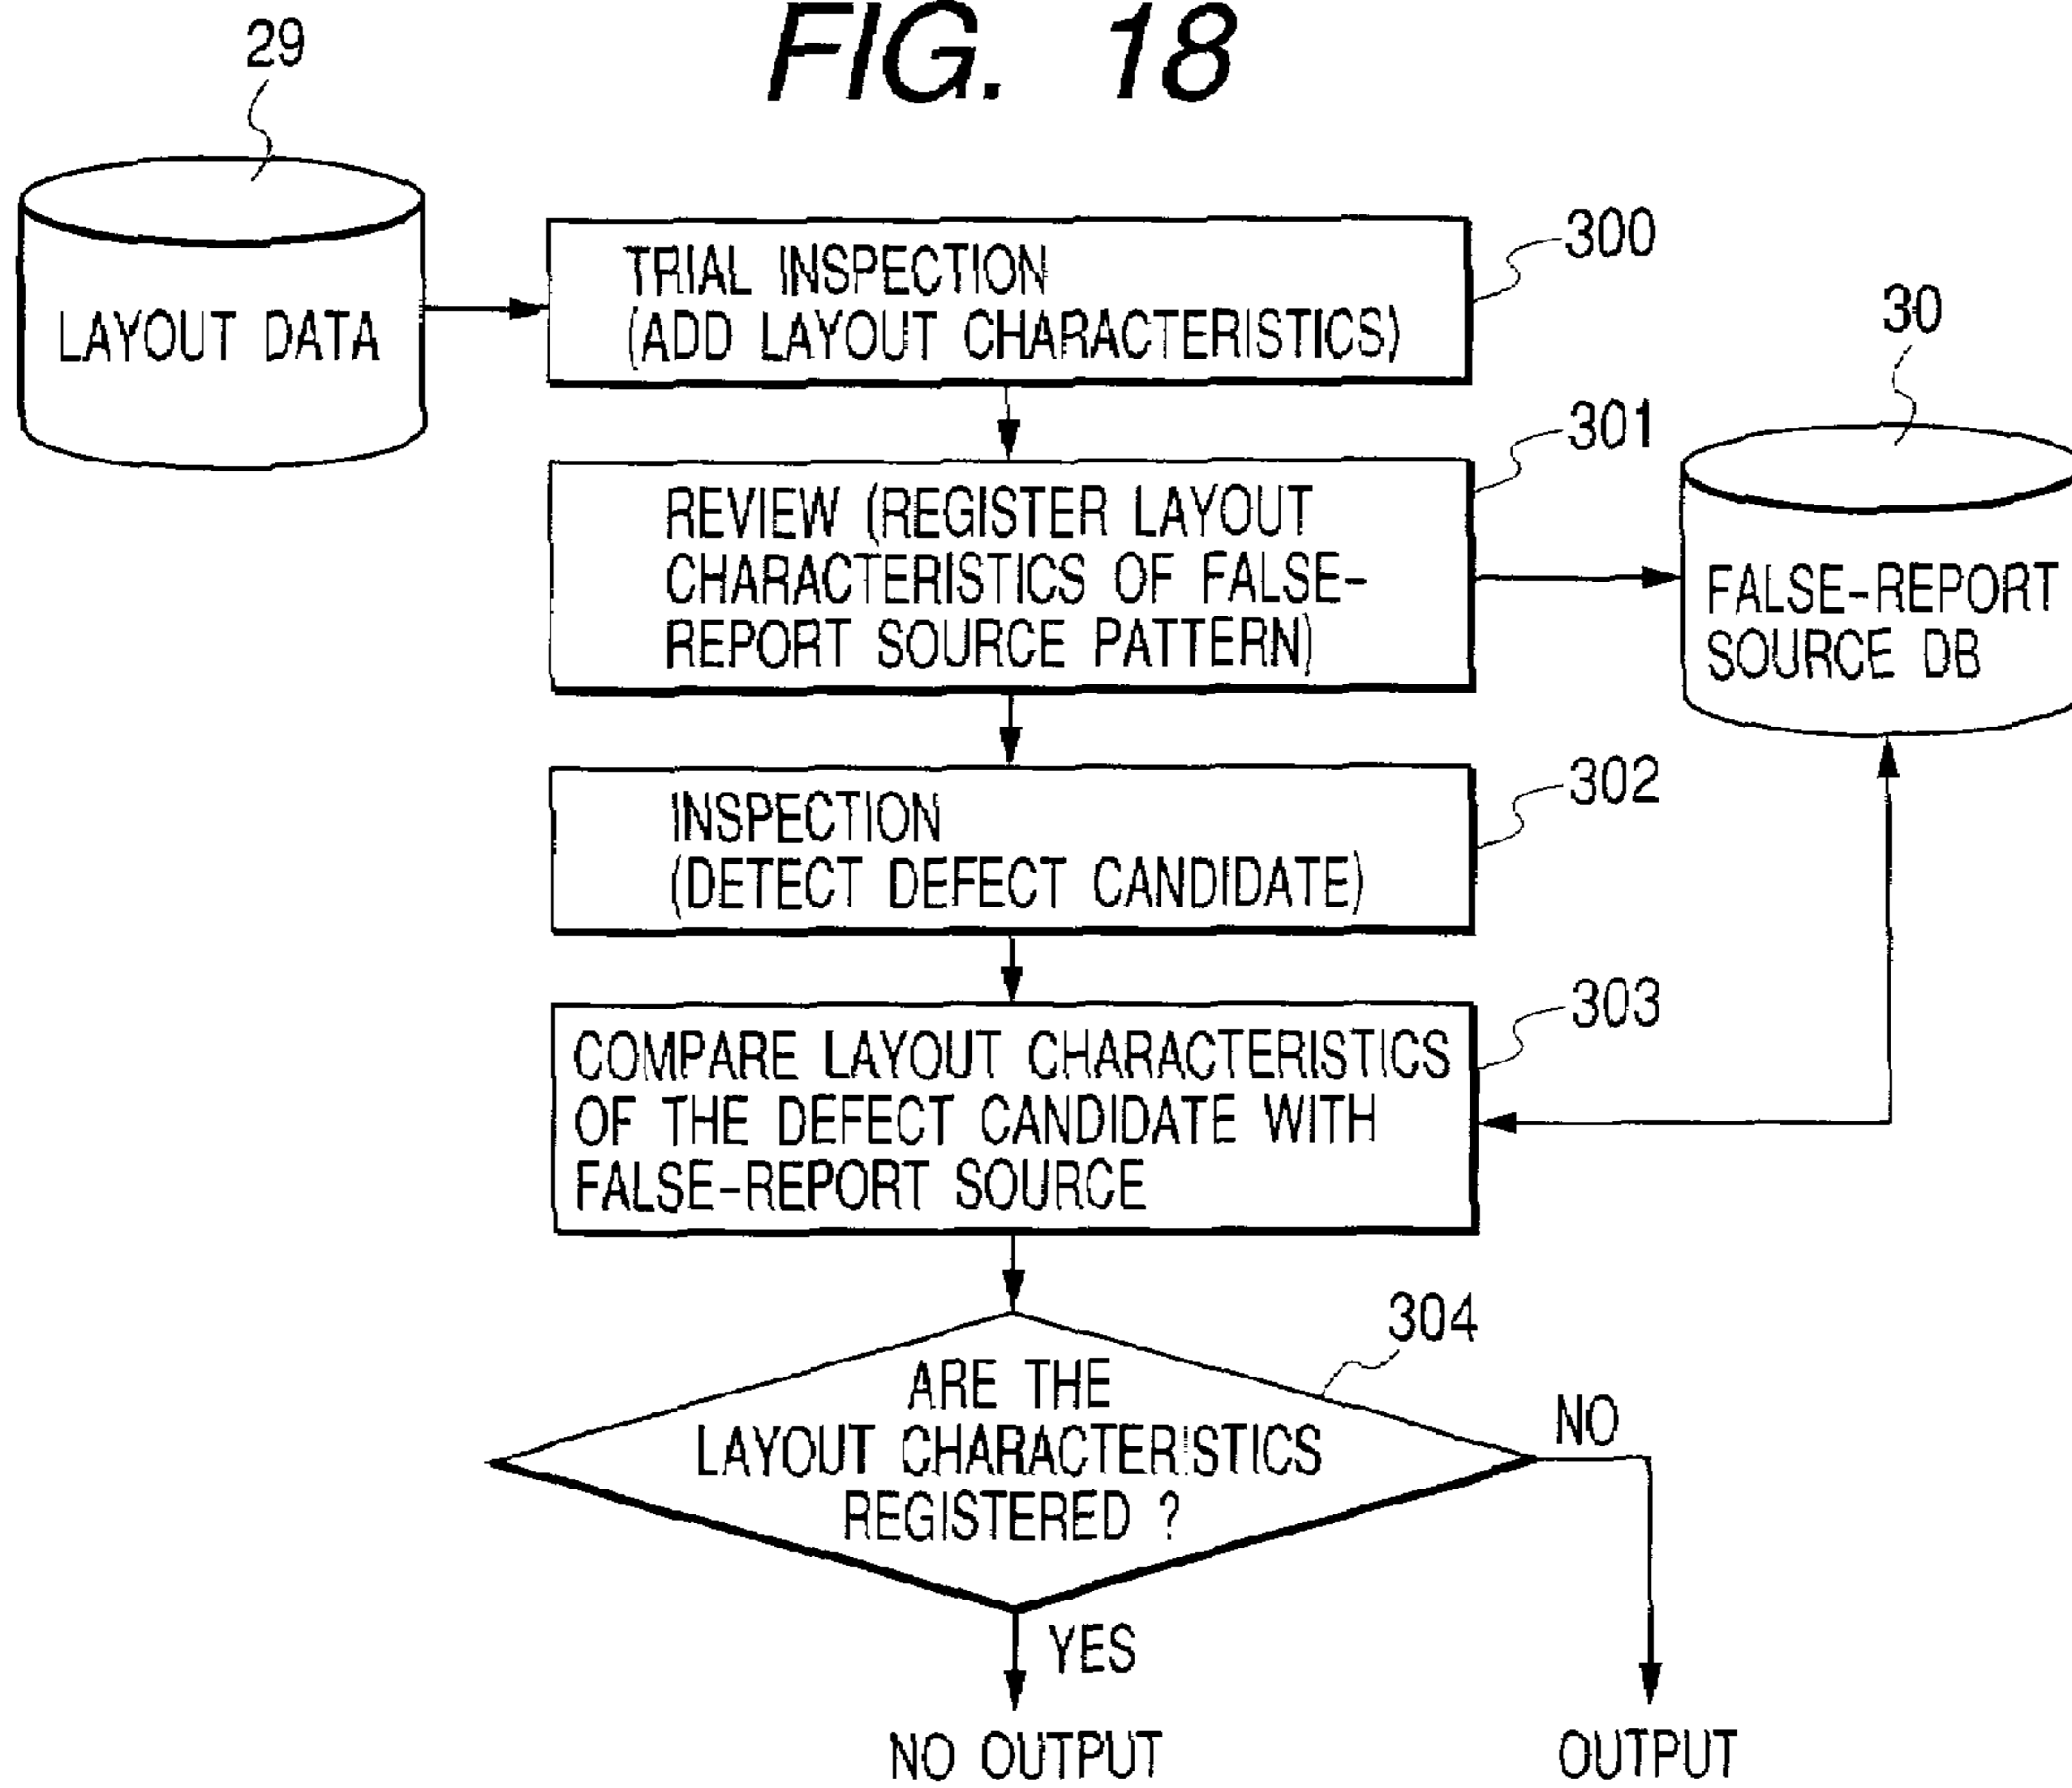 FIG. 18
29
LAYOUT DATA
300
TRIAL INSPECTION
(ADD LAYOUT CHARACTERISTICS)
301
REVIEW (REGISTER LAYOUT
CHARACTERISTICS OF FALSE-
REPORT SOURCE PATTERN)
30
FALSE-REPORT
SOURCE DB
302
INSPECTION
(DETECT DEFECT CANDIDATE)
303
COMPARE LAYOUT CHARACTERISTICS
OF THE DEFECT CANDIDATE WITH
FALSE-REPORT SOURCE
304
ARE THE
LAYOUT CHARACTERISTICS
REGISTERED ?
NO
YES
NO OUTPUT
OUTPUT